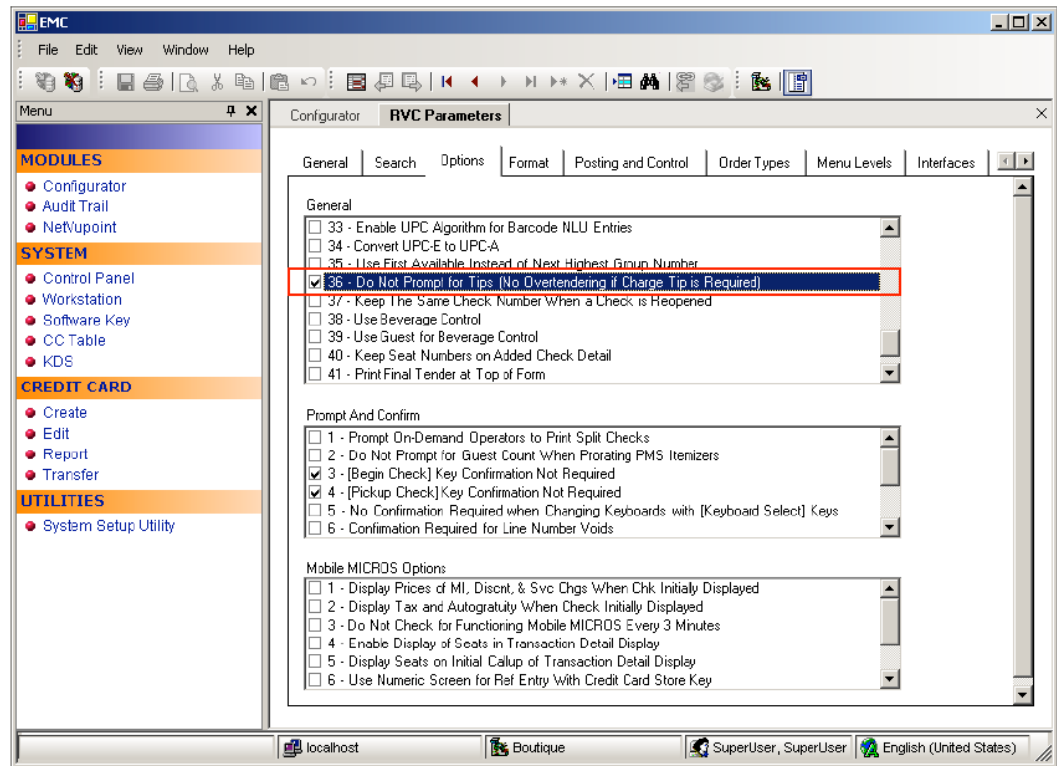 EMC
File Edit View Window Help
Menu
MODULES
Configurator
Audit Trail
NetVupoint
SYSTEM
Control Panel
Workstation
Software Key
CC Table
KDS
CREDIT CARD
Create
Edit
Report
Transfer
UTILITIES
System Setup Utility
Configurator RVC Parameters
General Search Options Format Posting and Control Order Types Menu Levels Interfaces
General
33 - Enable UPC Algorithm for Barcode NLU Entries
34 - Convert UPC-E to UPC-A
35 - Use First Available Instead of Next Highest Group Number
36 - Do Not Prompt for Tips (No Overtendering if Charge Tip is Required)
37 - Keep The Same Check Number When a Check is Reopened
38 - Use Beverage Control
39 - Use Guest for Beverage Control
40 - Keep Seat Numbers on Added Check Detail
41 - Print Final Tender at Top of Form
Prompt And Confirm
1 - Prompt On-Demand Operators to Print Split Checks
2 - Do Not Prompt for Guest Count When Prorating PMS Itemizers
3 - [Begin Check] Key Confirmation Not Required
4 - [Pickup Check] Key Confirmation Not Required
5 - No Confirmation Required when Changing Keyboards with [Keyboard Select] Keys
6 - Confirmation Required for Line Number Voids
Mobile MICROS Options
1 - Display Prices of MI, Discnt, & Svc Chgs When Chk Initially Displayed
2 - Display Tax and Autogratuity When Check Initially Displayed
3 - Do Not Check for Functioning Mobile MICROS Every 3 Minutes
4 - Enable Display of Seats in Transaction Detail Display
5 - Display Seats on Initial Callup of Transaction Detail Display
6 - Use Numeric Screen for Ref Entry With Credit Card Store Key
localhost Boutique SuperUser, SuperUser English (United States)